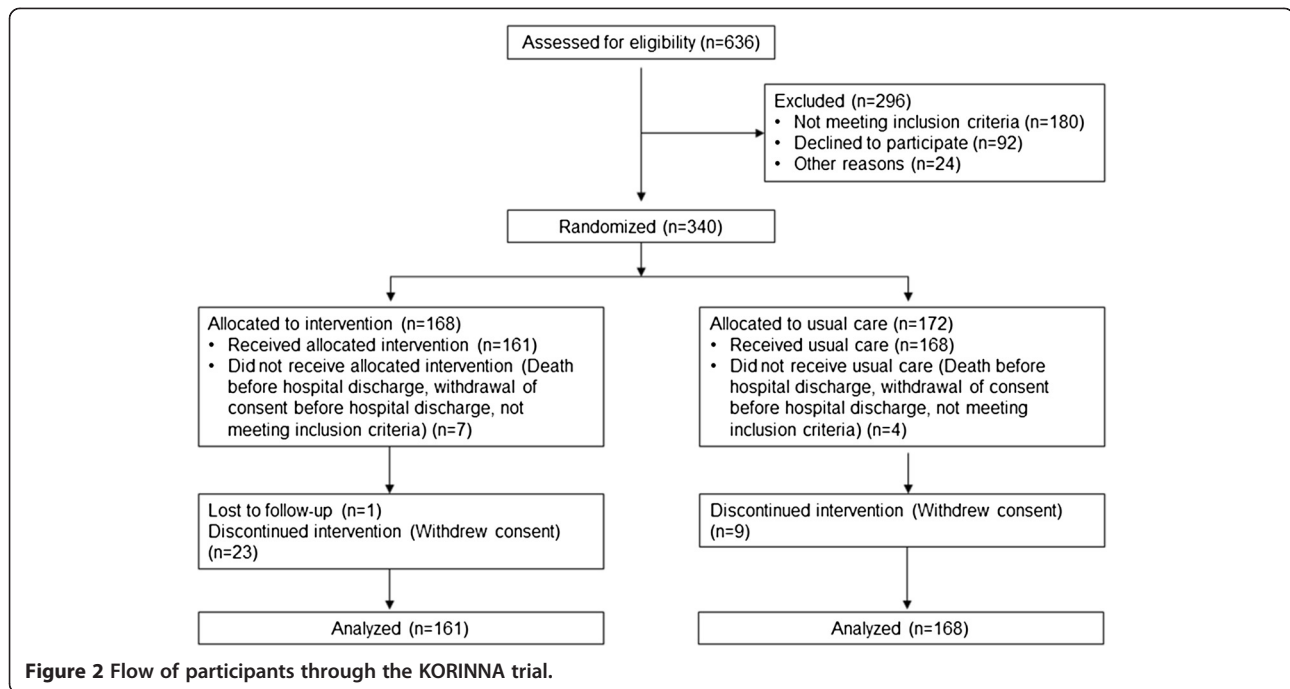 Assessed for eligibility (n=636)
Excluded (n=296)
• Not meeting inclusion criteria (n=180)
• Declined to participate (n=92)
• Other reasons (n=24)
Randomized (n=340)
Allocated to intervention (n=168)
• Received allocated intervention (n=161)
• Did not receive allocated intervention (Death
before hospital discharge, withdrawal of
consent before hospital discharge, not
meeting inclusion criteria) (n=7)
Allocated to usual care (n=172)
• Received usual care (n=168)
• Did not receive usual care (Death before
hospital discharge, withdrawal of consent
before hospital discharge, not meeting
inclusion criteria) (n=4)
Lost to follow-up (n=1)
Discontinued intervention (Withdrew consent)
(n=23)
Discontinued intervention (Withdrew consent)
(n=9)
Analyzed (n=161)
Analyzed (n=168)
Figure 2 Flow of participants through the KORINNA trial.